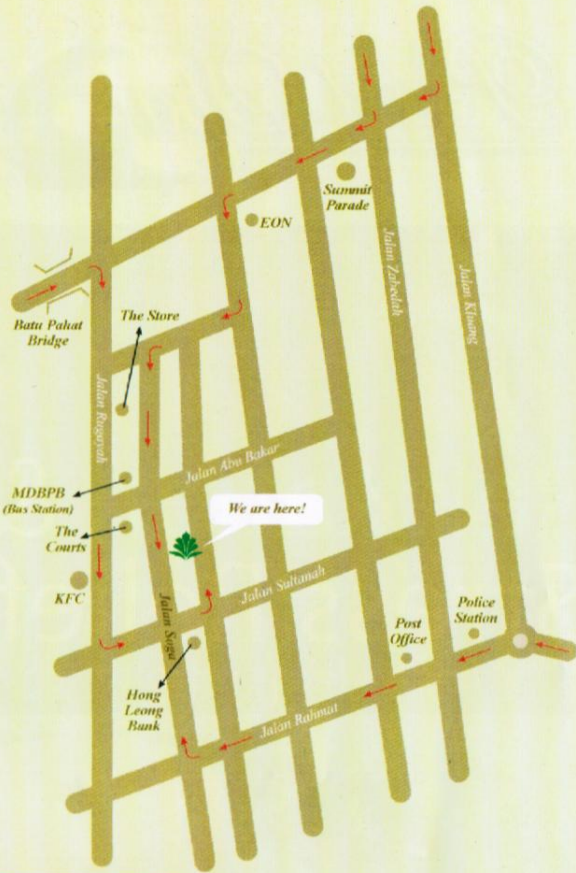 Summit
Parade
EON
Jalan Zabedah
Jalan Kluang
Batu Pahat
Bridge
The Store
Jalan Rugayah
Jalan Abu Bakar
MDBPB
(Bus Station)
We are here!
The
Courts
KFC
Jalan Sultanah
Jalan Soga
Police
Station
Post
Office
Hong
Leong
Bank
Jalan Rahmat